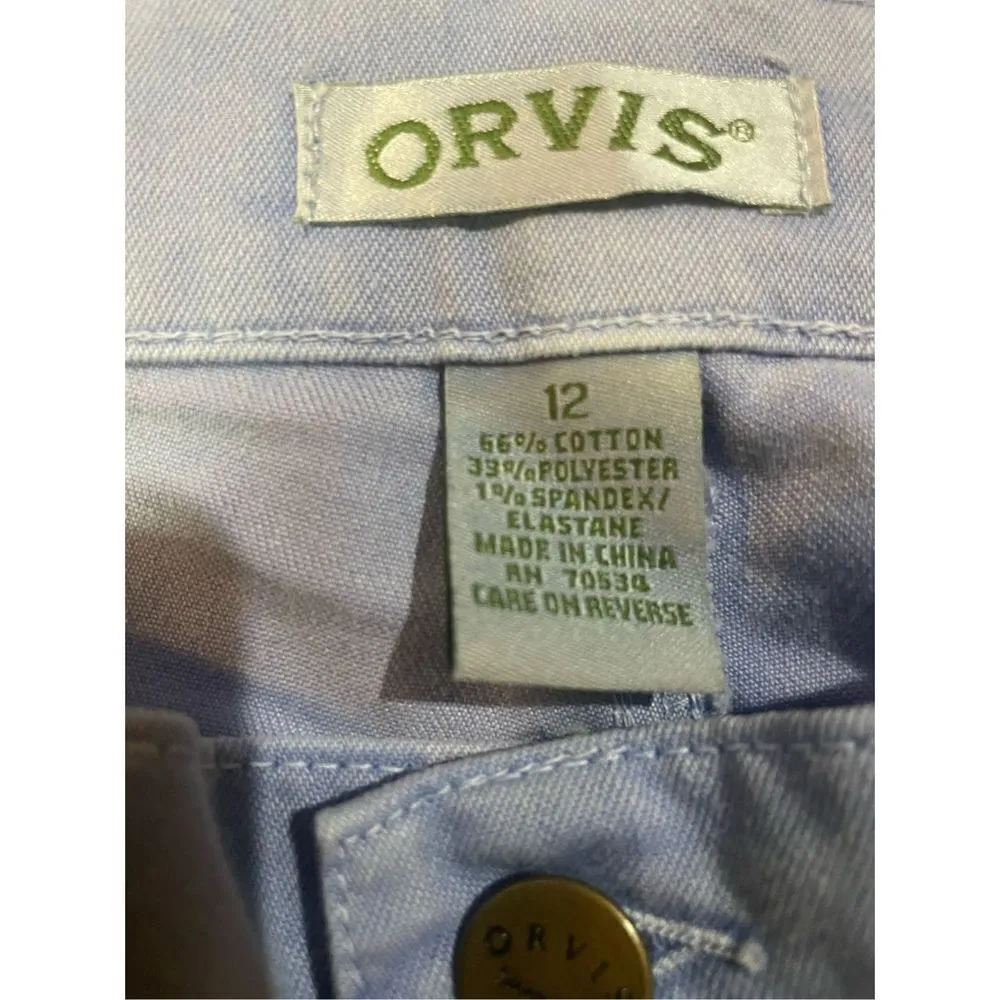 ORVIS®
12
66% COTTON
33% POLYESTER
1% SPANDEX/
ELASTANE
MADE IN CHINA
RN 70534
CARE ON REVERSE
ORVIS